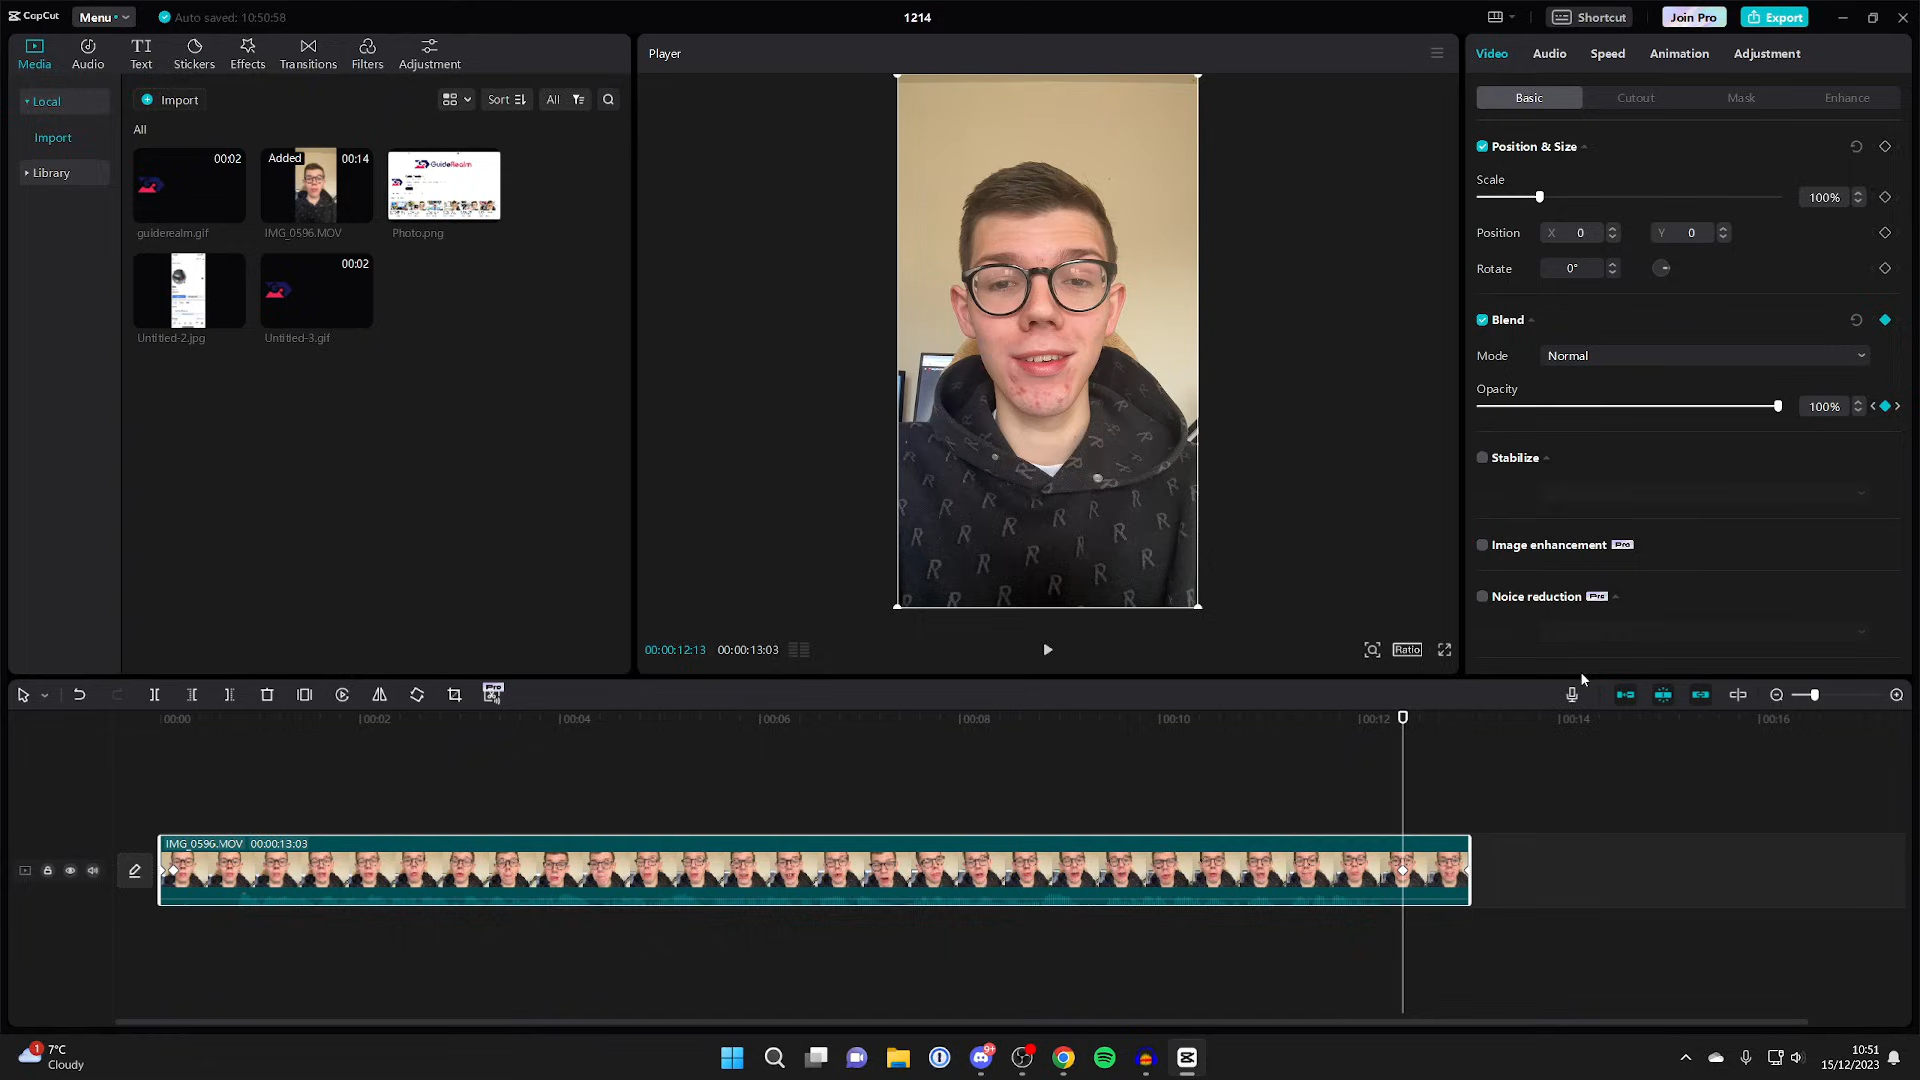 CapCut Menu Auto saved: 10:50:58 1214 Shortcut Join Pro Export
Media Audio Text Stickers Effects Transitions Filters Adjustment
Local
Import
Library
Import Sort All
All
00:02
guiderealm.gif
Added 00:14
IMG_0596.MOV
GuideRealm
Photo.png
Untitled-2.jpg
00:02
Untitled-3.gif
Player
00:00:12:13 00:00:13:03 Ratio
Video Audio Speed Animation Adjustment
Basic Cutout Mask Enhance
Position & Size
Scale
100%
Position X 0 Y 0
Rotate 0°
Blend
Mode Normal
Opacity
100%
Stabilize
Image enhancement Pro
Noice reduction Pro
Pro
00:00 00:02 00:04 00:06 00:08 00:10 00:12 00:14 00:16
IMG_0596.MOV 00:00:13:03
1 7°C
Cloudy
9+
10:51
15/12/2023